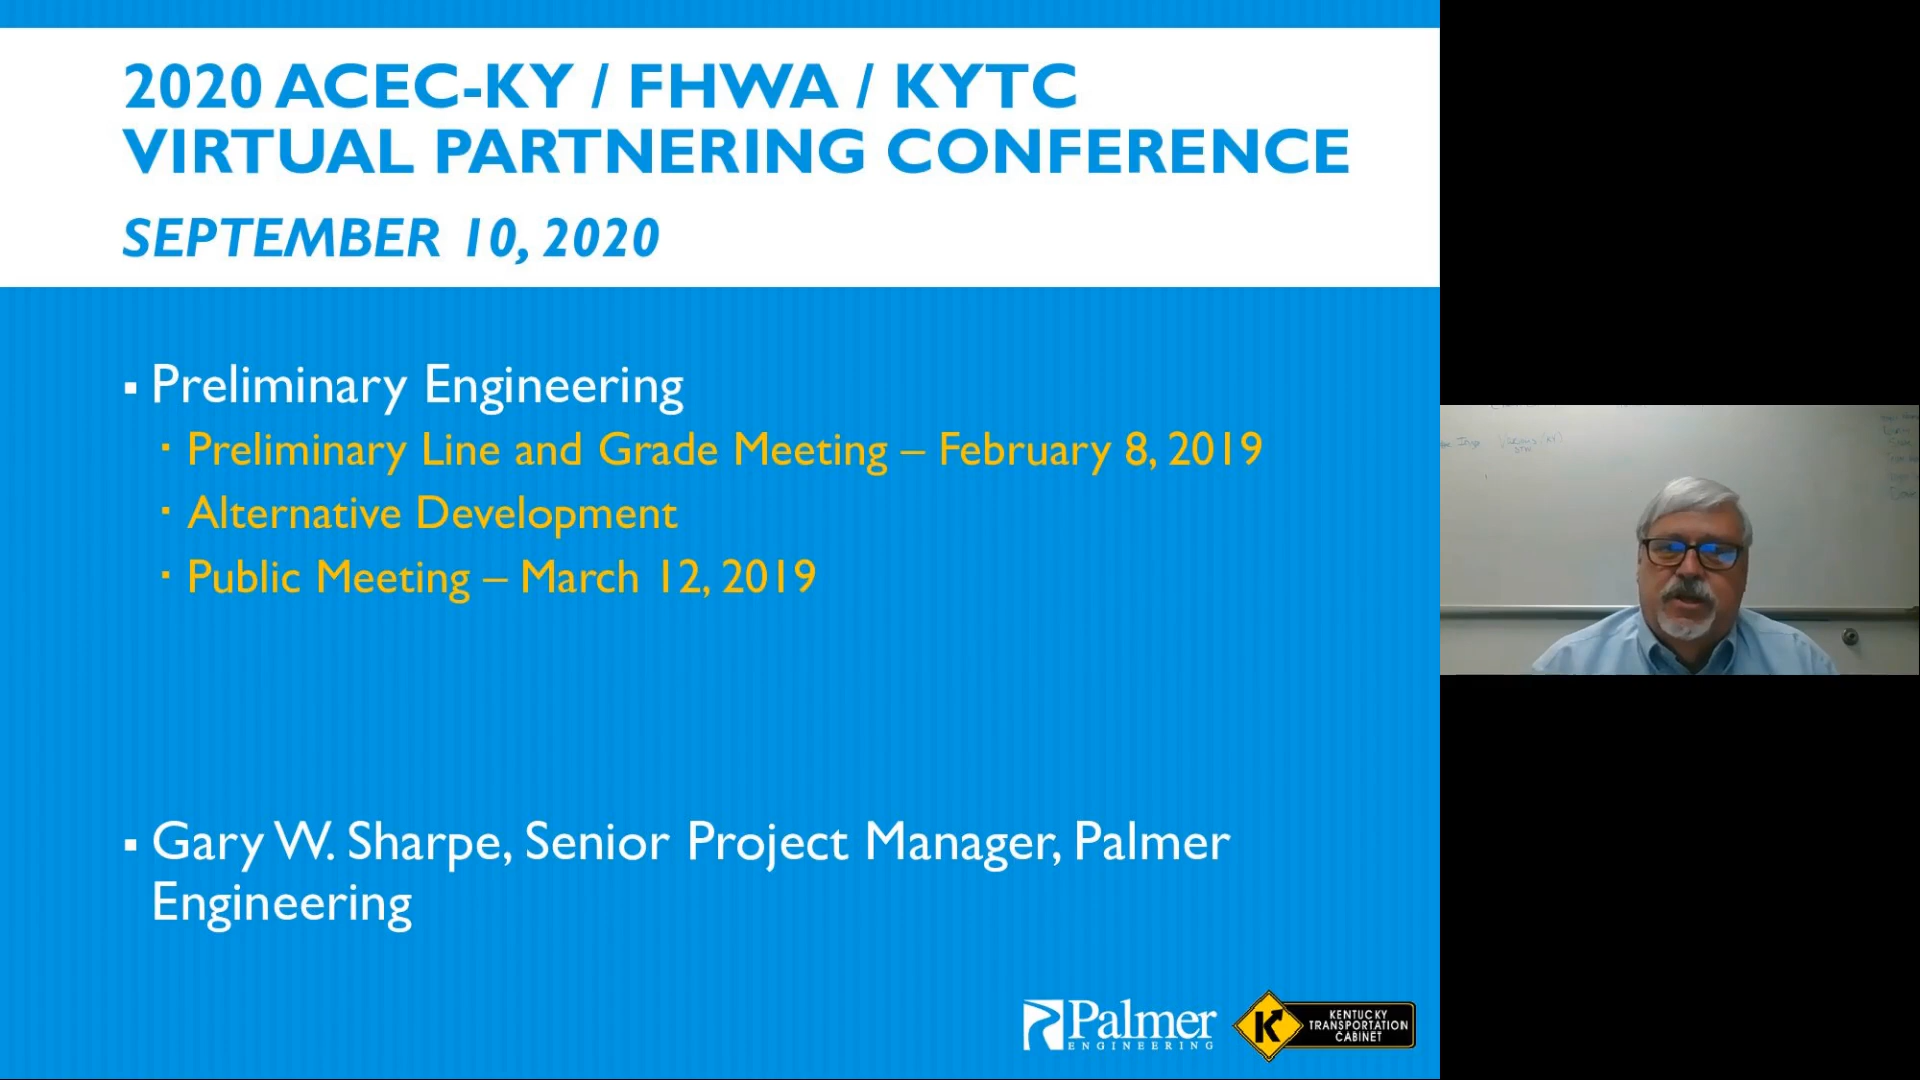 2020 ACEC-KY / FHWA / KYTC
VIRTUAL PARTNERING CONFERENCE
SEPTEMBER 10, 2020
▪ Preliminary Engineering
▪ Preliminary Line and Grade Meeting – February 8, 2019
▪ Alternative Development
▪ Public Meeting – March 12, 2019
▪ Gary W. Sharpe, Senior Project Manager, Palmer
Engineering
Palmer
ENGINEERING
K
KENTUCKY
TRANSPORTATION
CABINET